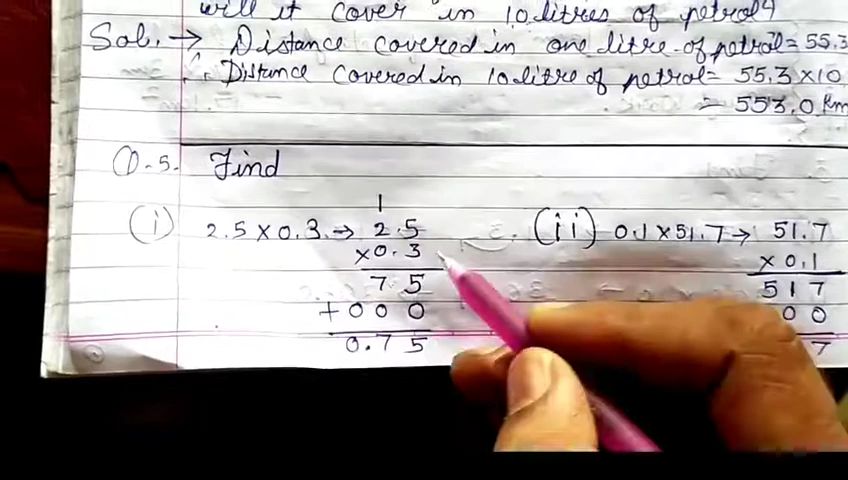 will it cover in 10 litres of petrol?
Sol. → Distance covered in one litre of petrol = 55.3
∴ Distance covered in 10 litre of petrol = 55.3 × 10
= 553.0 Km
Q-5. Find
(i) 2.5 × 0.3 → 2.5 (ii) 0.1 × 51.7 → 51.7
1
× 0.3 × 0.1
7 5 5 1 7
+ 0 0 0 0 0
0.7 5 7